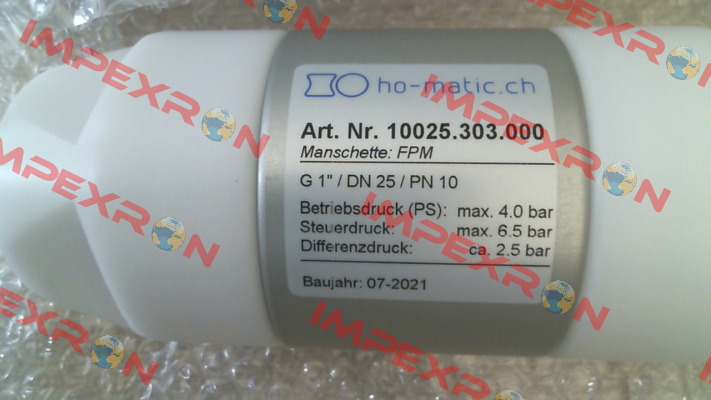 ho-matic.ch
Art. Nr. 10025.303.000
Manschette: FPM
G 1" / DN 25 / PN 10
Betriebsdruck (PS): max. 4.0 bar
Steuerdruck: max. 6.5 bar
Differenzdruck: ca. 2.5 bar
Baujahr: 07-2021
IMPEXRON
IMPEXRON
IMPEXRON
IMPEXRON
IMPEXRON
IMPEXRON
IMPEXRON